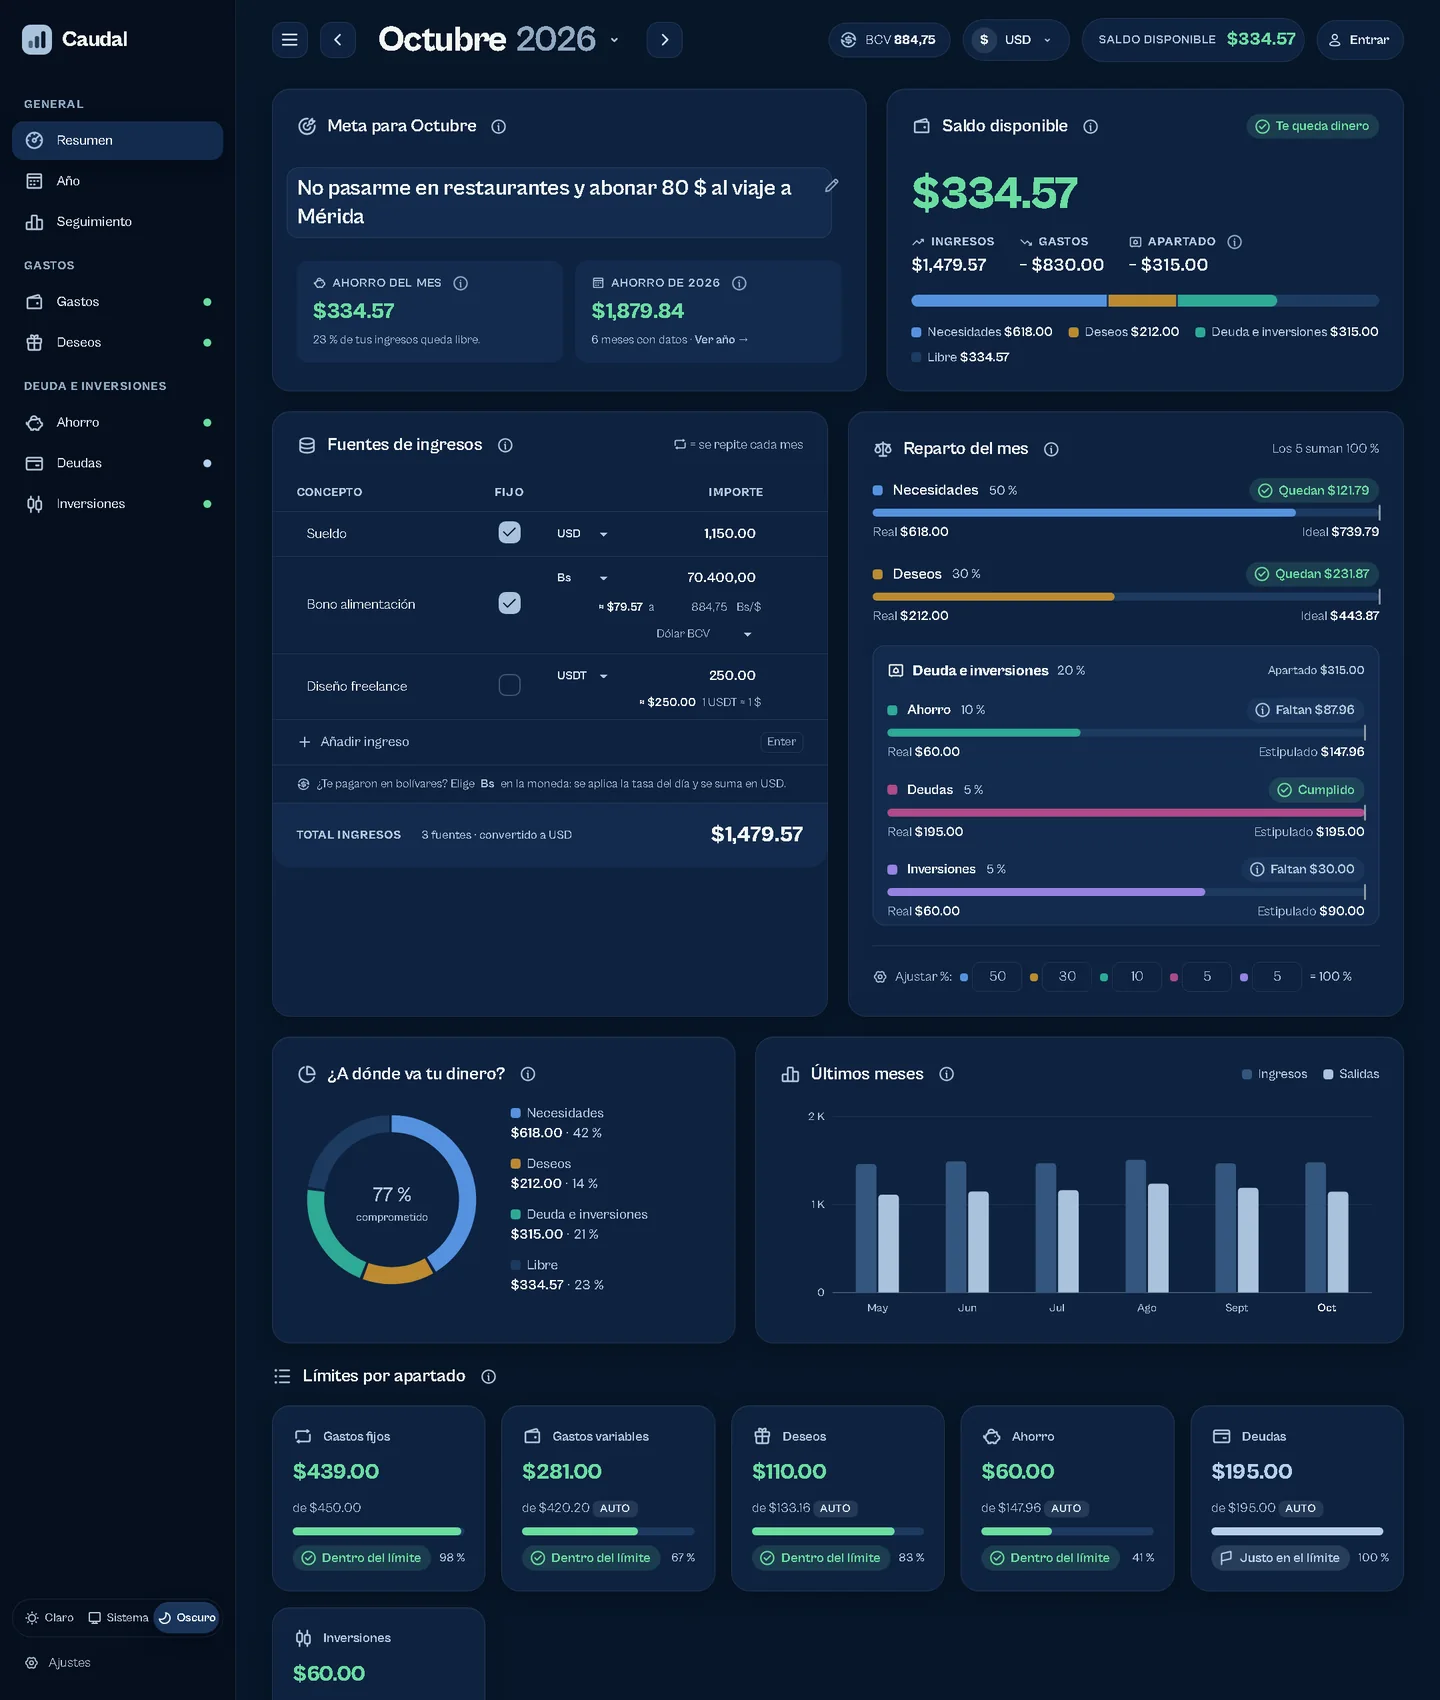 Caudal
GENERAL
Resumen
Año
Seguimiento
GASTOS
Gastos
Deseos
DEUDA E INVERSIONES
Ahorro
Deudas
Inversiones
Claro Sistema Oscuro
Ajustes
Octubre 2026
BCV 884,75
$ USD
SALDO DISPONIBLE $334.57
Entrar
Meta para Octubre
No pasarme en restaurantes y abonar 80 $ al viaje a
Mérida
AHORRO DEL MES
$334.57
23 % de tus ingresos queda libre.
AHORRO DE 2026
$1,879.84
6 meses con datos · Ver año →
Saldo disponible
Te queda dinero
$334.57
INGRESOS GASTOS APARTADO
$1,479.57 − $830.00 − $315.00
Necesidades $618.00 Deseos $212.00 Deuda e inversiones $315.00
Libre $334.57
Fuentes de ingresos
= se repite cada mes
CONCEPTO FIJO IMPORTE
Sueldo USD 1,150.00
Bs 70.400,00
Bono alimentación ≈ $79.57 a 884,75 Bs/$
Dólar BCV
USDT 250.00
Diseño freelance
≈ $250.00 1 USDT ≈ 1 $
+ Añadir ingreso Enter
¿Te pagaron en bolívares? Elige Bs en la moneda: se aplica la tasa del día y se suma en USD.
TOTAL INGRESOS 3 fuentes · convertido a USD $1,479.57
Reparto del mes
Los 5 suman 100 %
Necesidades 50 % Quedan $121.79
Real $618.00 Ideal $739.79
Deseos 30 % Quedan $231.87
Real $212.00 Ideal $443.87
Deuda e inversiones 20 % Apartado $315.00
Ahorro 10 % Faltan $87.96
Real $60.00 Estipulado $147.96
Deudas 5 % Cumplido
Real $195.00 Estipulado $195.00
Inversiones 5 % Faltan $30.00
Real $60.00 Estipulado $90.00
Ajustar %: 50 30 10 5 5 = 100 %
¿A dónde va tu dinero?
77 %
comprometido
Necesidades
$618.00 · 42 %
Deseos
$212.00 · 14 %
Deuda e inversiones
$315.00 · 21 %
Libre
$334.57 · 23 %
Últimos meses
Ingresos Salidas
2 K
1 K
0
May Jun Jul Ago Sept Oct
Límites por apartado
Gastos fijos
$439.00
de $450.00
Dentro del límite 98 %
Gastos variables
$281.00
de $420.20 AUTO
Dentro del límite 67 %
Deseos
$110.00
de $133.16 AUTO
Dentro del límite 83 %
Ahorro
$60.00
de $147.96 AUTO
Dentro del límite 41 %
Deudas
$195.00
de $195.00 AUTO
Justo en el límite 100 %
Inversiones
$60.00